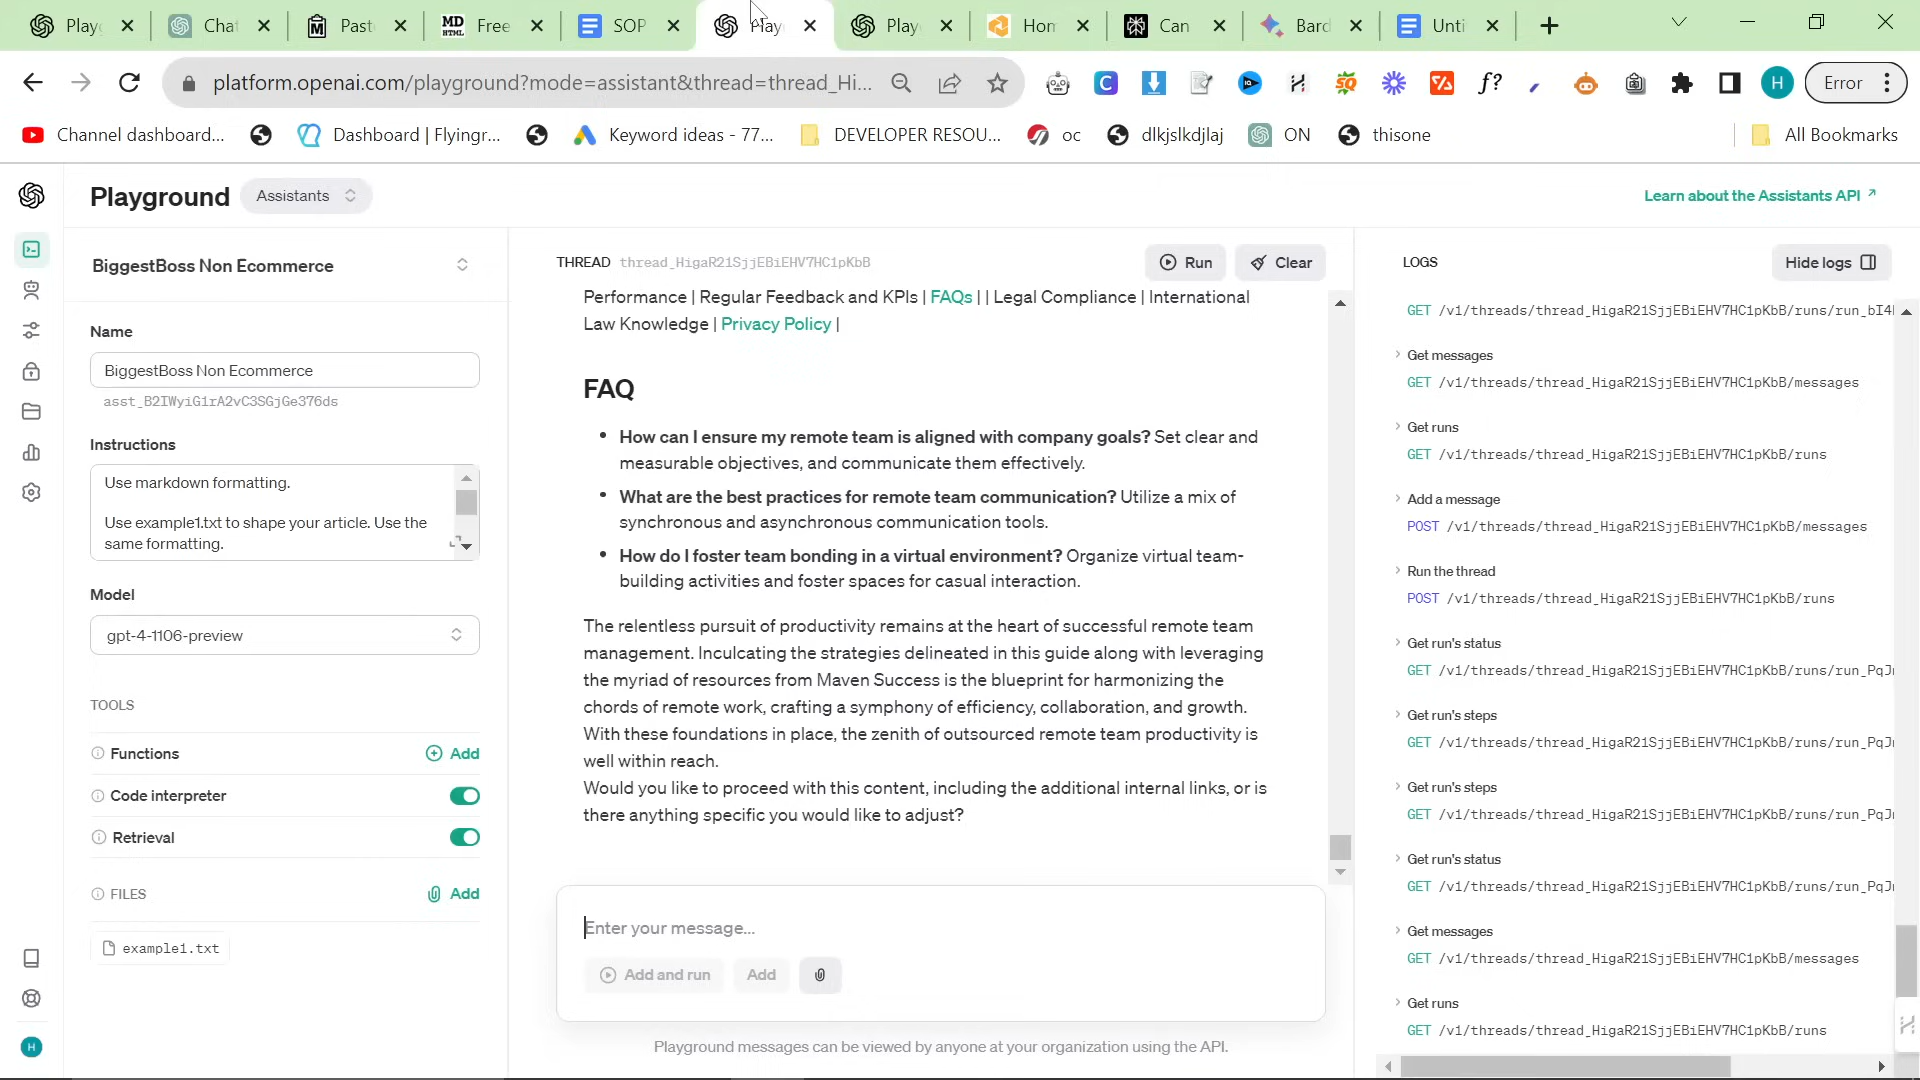 Play
Chat
Past
MD HTML Free
SOP
Play
Play
Hom
Can
Bard
Unti
platform.openai.com/playground?mode=assistant&thread=thread_Hi...
H
Error
Channel dashboard...
Dashboard | Flyingr...
Keyword ideas - 77...
DEVELOPER RESOU...
oc
dlkjslkdjlaj
ON
thisone
All Bookmarks
Playground
Assistants
Learn about the Assistants API
BiggestBoss Non Ecommerce
Name
BiggestBoss Non Ecommerce
asst_B2IWyiG1rA2vC3SGjGe376ds
Instructions
Use markdown formatting.
Use example1.txt to shape your article. Use the
same formatting.
Model
gpt-4-1106-preview
TOOLS
Functions
Add
Code interpreter
Retrieval
FILES
Add
example1.txt
H
THREAD thread_HigaR21SjjEBiEHV7HC1pKbB
Run
Clear
Performance | Regular Feedback and KPIs | FAQs | | Legal Compliance | International
Law Knowledge | Privacy Policy |
FAQ
• How can I ensure my remote team is aligned with company goals? Set clear and
measurable objectives, and communicate them effectively.
• What are the best practices for remote team communication? Utilize a mix of
synchronous and asynchronous communication tools.
• How do I foster team bonding in a virtual environment? Organize virtual team-
building activities and foster spaces for casual interaction.
The relentless pursuit of productivity remains at the heart of successful remote team
management. Inculcating the strategies delineated in this guide along with leveraging
the myriad of resources from Maven Success is the blueprint for harmonizing the
chords of remote work, crafting a symphony of efficiency, collaboration, and growth.
With these foundations in place, the zenith of outsourced remote team productivity is
well within reach.
Would you like to proceed with this content, including the additional internal links, or is
there anything specific you would like to adjust?
Enter your message...
Add and run
Add
Playground messages can be viewed by anyone at your organization using the API.
LOGS
Hide logs
GET /v1/threads/thread_HigaR21SjjEBiEHV7HC1pKbB/runs/run_bI4
Get messages
GET /v1/threads/thread_HigaR21SjjEBiEHV7HC1pKbB/messages
Get runs
GET /v1/threads/thread_HigaR21SjjEBiEHV7HC1pKbB/runs
Add a message
POST /v1/threads/thread_HigaR21SjjEBiEHV7HC1pKbB/messages
Run the thread
POST /v1/threads/thread_HigaR21SjjEBiEHV7HC1pKbB/runs
Get run's status
GET /v1/threads/thread_HigaR21SjjEBiEHV7HC1pKbB/runs/run_PqJ
Get run's steps
GET /v1/threads/thread_HigaR21SjjEBiEHV7HC1pKbB/runs/run_PqJ
Get run's steps
GET /v1/threads/thread_HigaR21SjjEBiEHV7HC1pKbB/runs/run_PqJ
Get run's status
GET /v1/threads/thread_HigaR21SjjEBiEHV7HC1pKbB/runs/run_PqJ
Get messages
GET /v1/threads/thread_HigaR21SjjEBiEHV7HC1pKbB/messages
Get runs
GET /v1/threads/thread_HigaR21SjjEBiEHV7HC1pKbB/runs